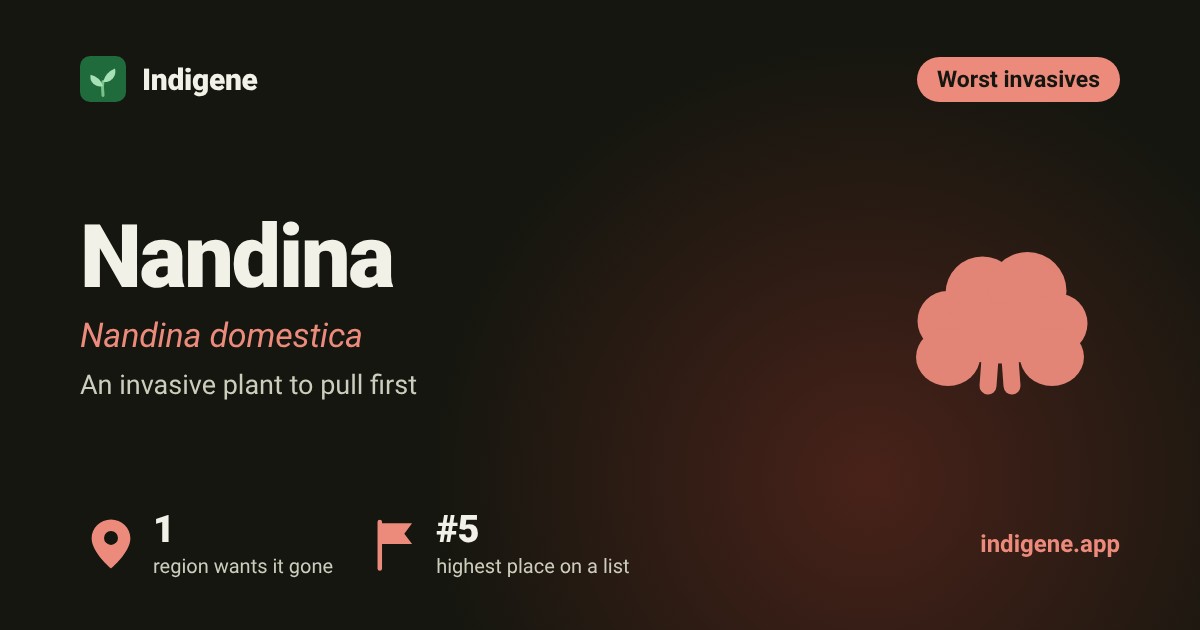 Indigene
Worst invasives
Nandina
Nandina domestica
An invasive plant to pull first
1
region wants it gone
#5
highest place on a list
indigene.app